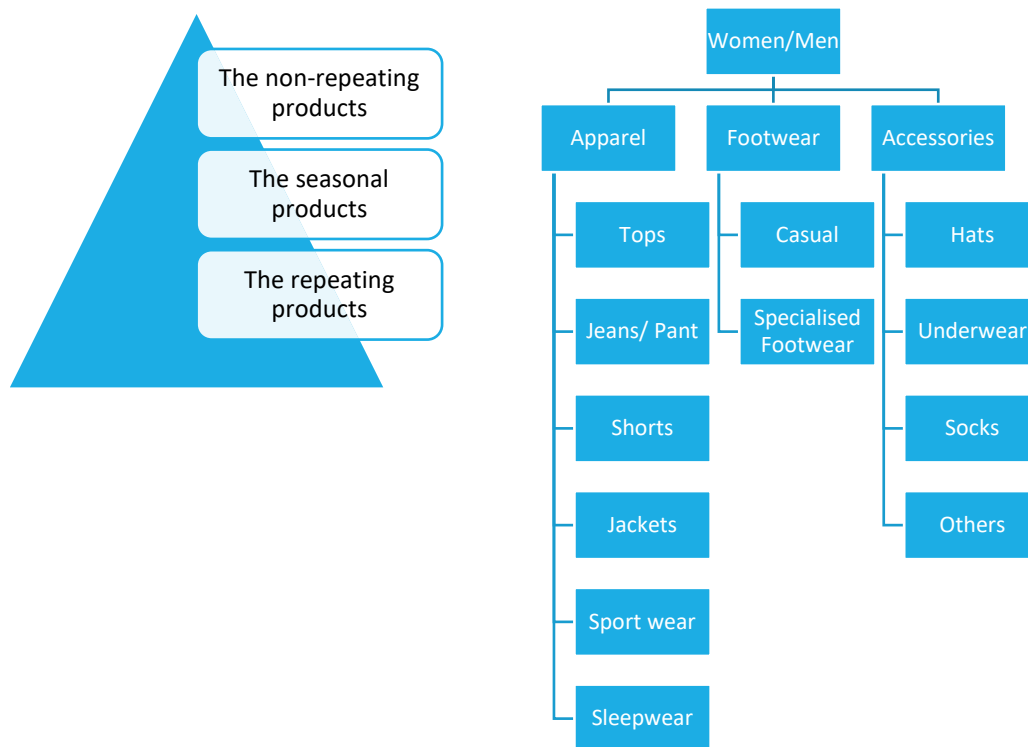 The non-repeating
products
The seasonal
products
The repeating
products
Women/Men
Apparel
Footwear
Accessories
Tops
Jeans/ Pant
Shorts
Jackets
Sport wear
Sleepwear
Casual
Specialised
Footwear
Hats
Underwear
Socks
Others